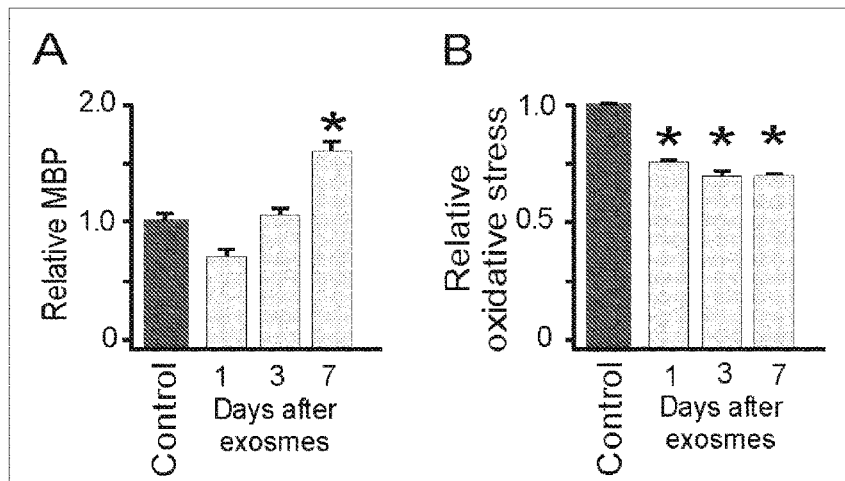 A
Relative MBP
2.0
1.0
0
*
Control
1 3 7
Days after
exosmes
B
Relative
oxidative stress
1.0
0.5
0
* * *
Control
1 3 7
Days after
exosmes